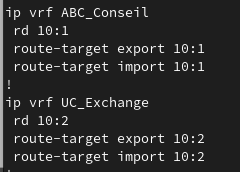 ip vrf ABC_Conseil
 rd 10:1
 route-target export 10:1
 route-target import 10:1
!
ip vrf UC_Exchange
 rd 10:2
 route-target export 10:2
 route-target import 10:2